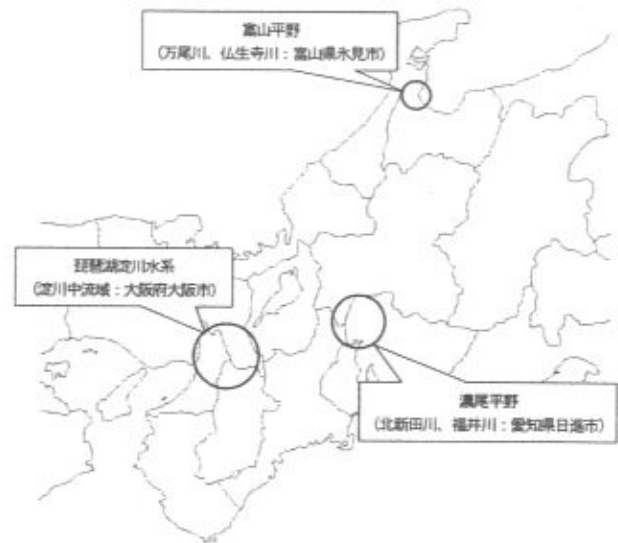 富山平野
(万尾川、仏生寺川：富山県氷見市)
琵琶湖淀川水系
(淀川中流域：大阪府大阪市)
濃尾平野
(北新田川、福井川：愛知県日進市)